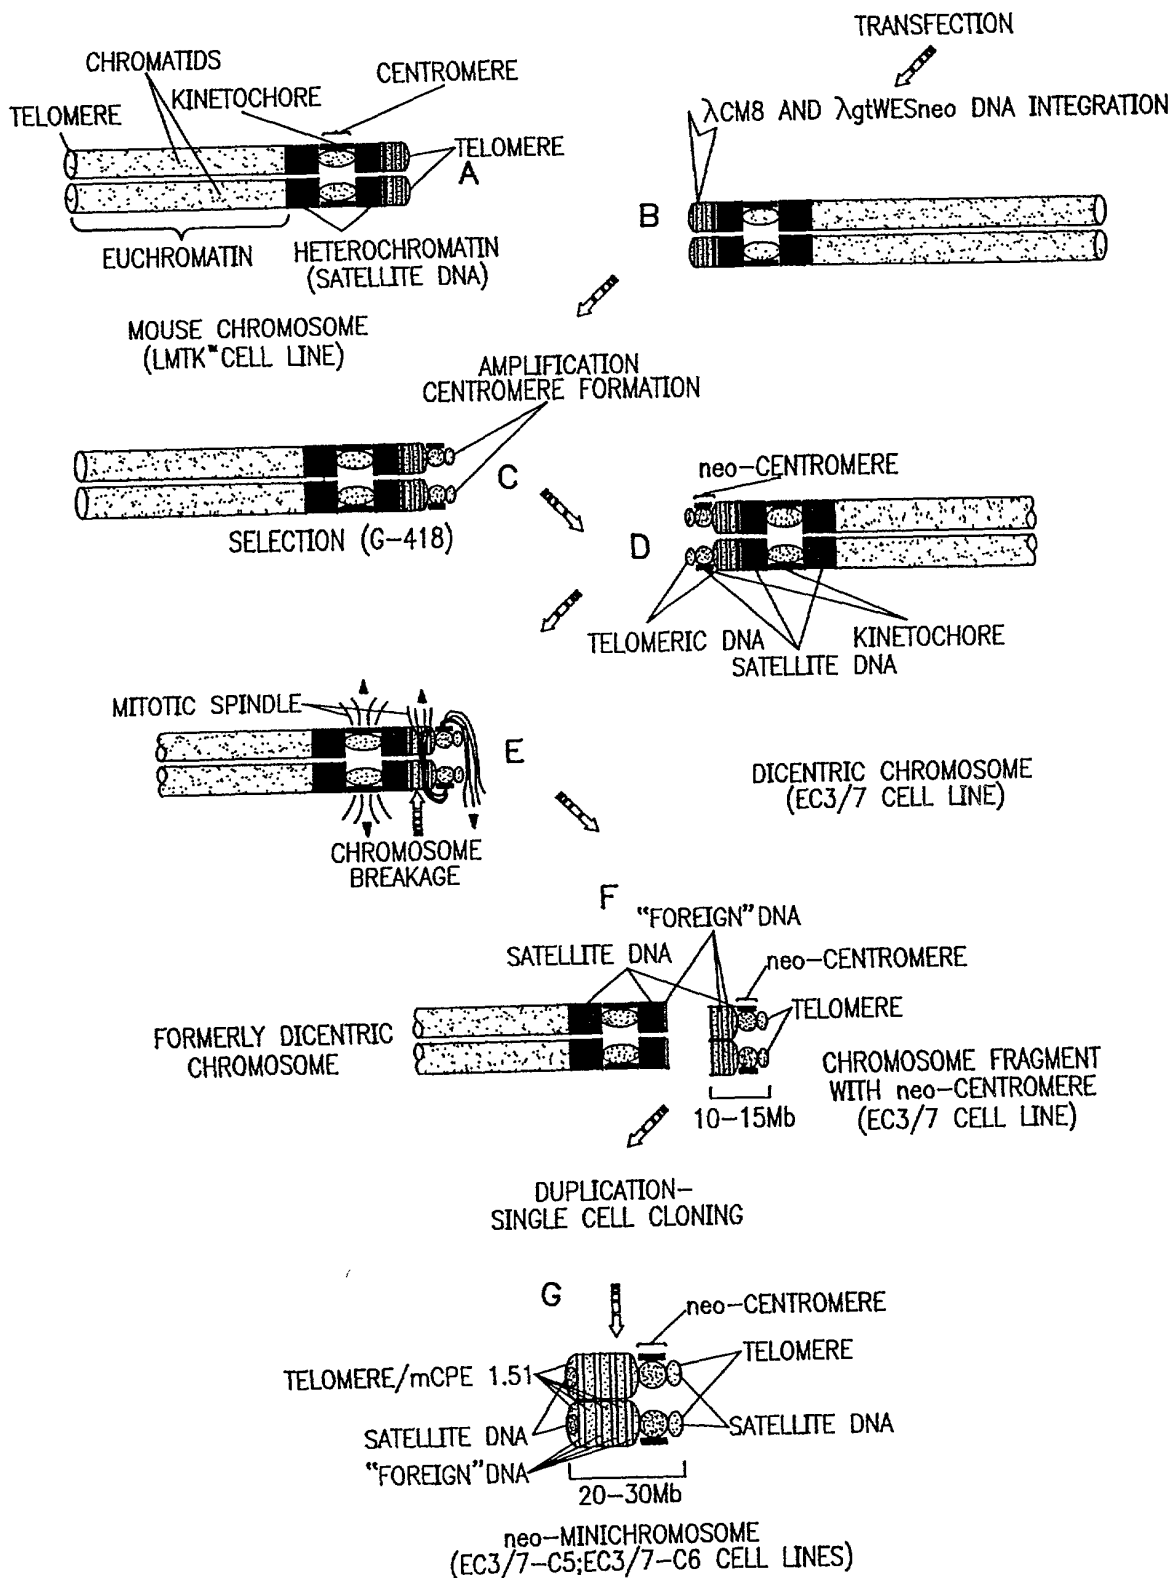 TRANSFECTION
CHROMATIDS
CENTROMERE
KINETOCHORE
TELOMERE
λCM8 AND λgtWESneo DNA INTEGRATION
TELOMERE
A
B
EUCHROMATIN
HETEROCHROMATIN
(SATELLITE DNA)
MOUSE CHROMOSOME
(LMTK⁻ CELL LINE)
AMPLIFICATION
CENTROMERE FORMATION
C
neo-CENTROMERE
SELECTION (G-418)
D
TELOMERIC DNA
KINETOCHORE
SATELLITE DNA
MITOTIC SPINDLE
E
DICENTRIC CHROMOSOME
(EC3/7 CELL LINE)
CHROMOSOME
BREAKAGE
F
"FOREIGN" DNA
SATELLITE DNA
neo-CENTROMERE
TELOMERE
FORMERLY DICENTRIC
CHROMOSOME
CHROMOSOME FRAGMENT
WITH neo-CENTROMERE
(EC3/7 CELL LINE)
10-15Mb
DUPLICATION-
SINGLE CELL CLONING
G
neo-CENTROMERE
TELOMERE/mCPE 1.51
TELOMERE
SATELLITE DNA
SATELLITE DNA
"FOREIGN" DNA
20-30Mb
neo-MINICHROMOSOME
(EC3/7-C5;EC3/7-C6 CELL LINES)